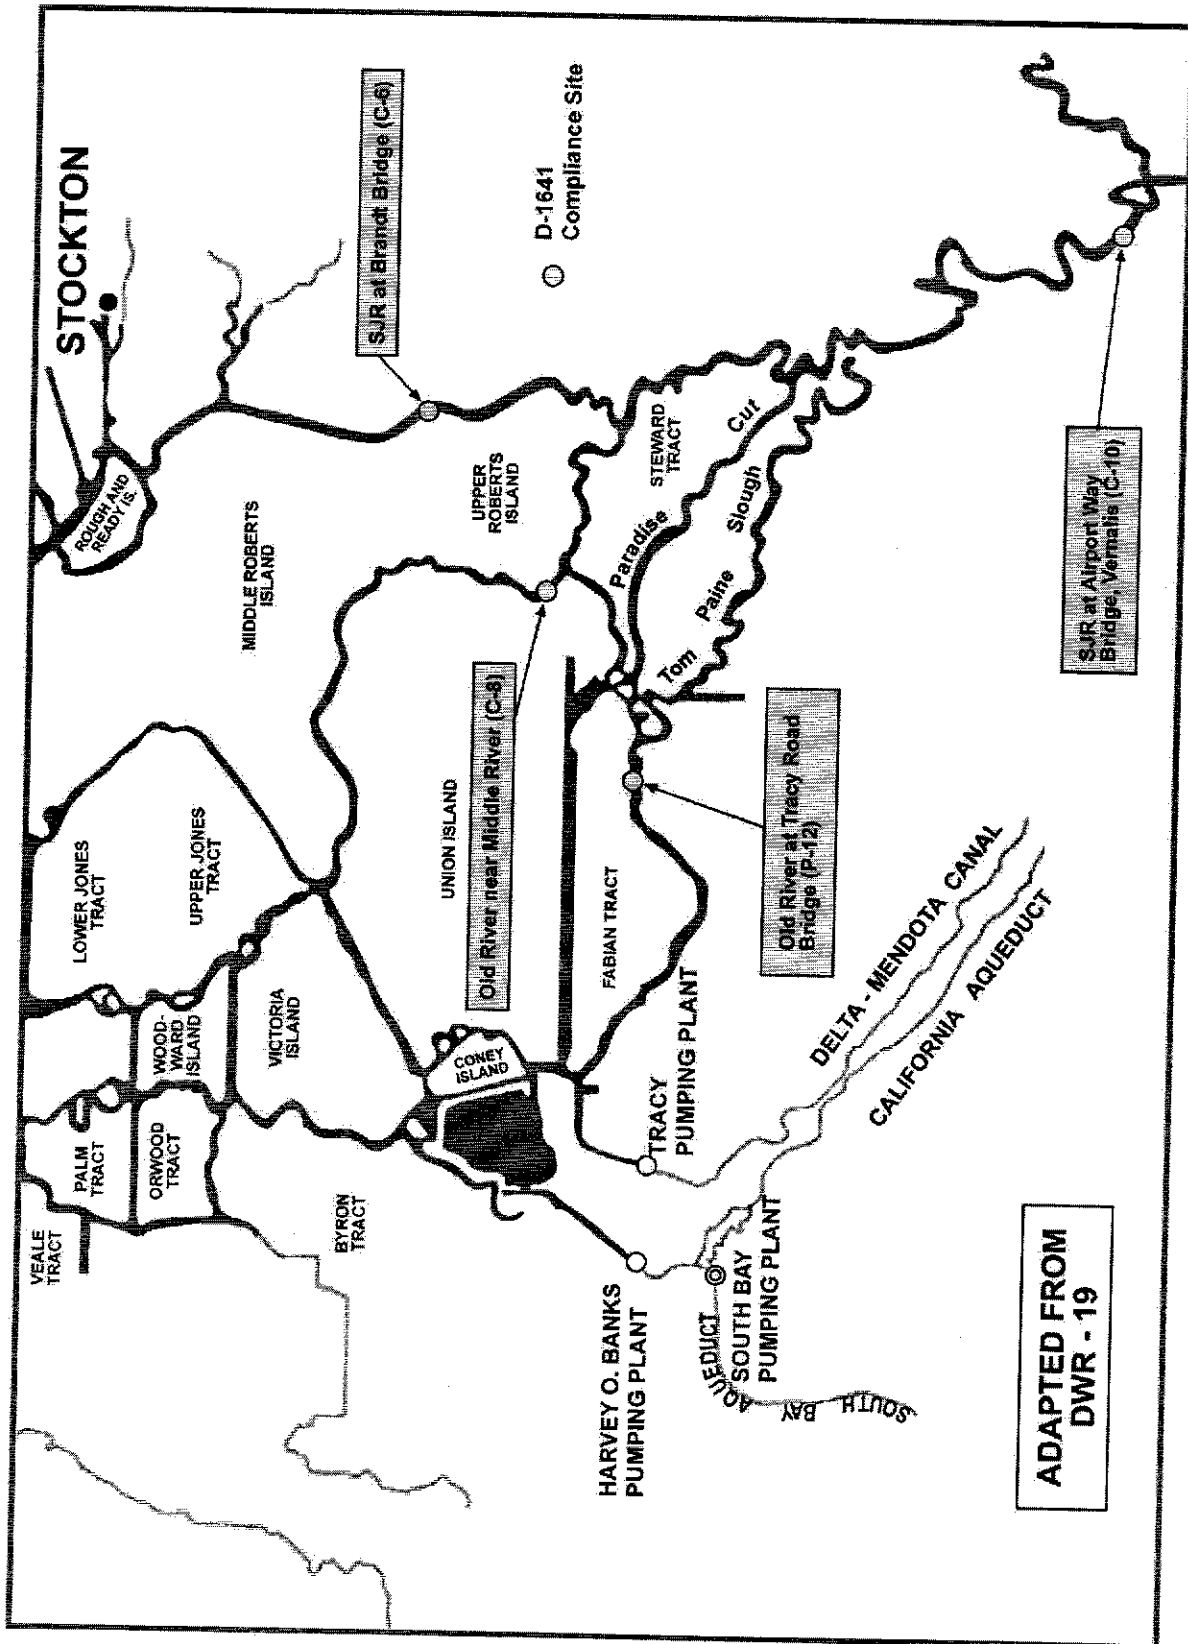 VEALE
TRACT
PALM
TRACT
LOWER JONES
TRACT
ROUGH AND
READY IS.
STOCKTON
ORWOOD
TRACT
WOOD-
WARD
ISLAND
UPPER JONES
TRACT
MIDDLE ROBERTS
ISLAND
VICTORIA
ISLAND
BYRON
TRACT
SJR at Brandt Bridge (C-6)
UNION ISLAND
CONEY
ISLAND
Old River near Middle River (C-8)
UPPER
ROBERTS
ISLAND
D-1641
Compliance Site
HARVEY O. BANKS
PUMPING PLANT
FABIAN TRACT
TRACY
PUMPING PLANT
Paradise Cut
STEWARD
TRACT
Tom Paine Slough
SOUTH BAY AQUEDUCT
SOUTH BAY
PUMPING PLANT
Old River at Tracy Road
Bridge (P-12)
DELTA - MENDOTA CANAL
CALIFORNIA AQUEDUCT
ADAPTED FROM
DWR - 19
SJR at Airport Way
Bridge, Vernalis (C-10)